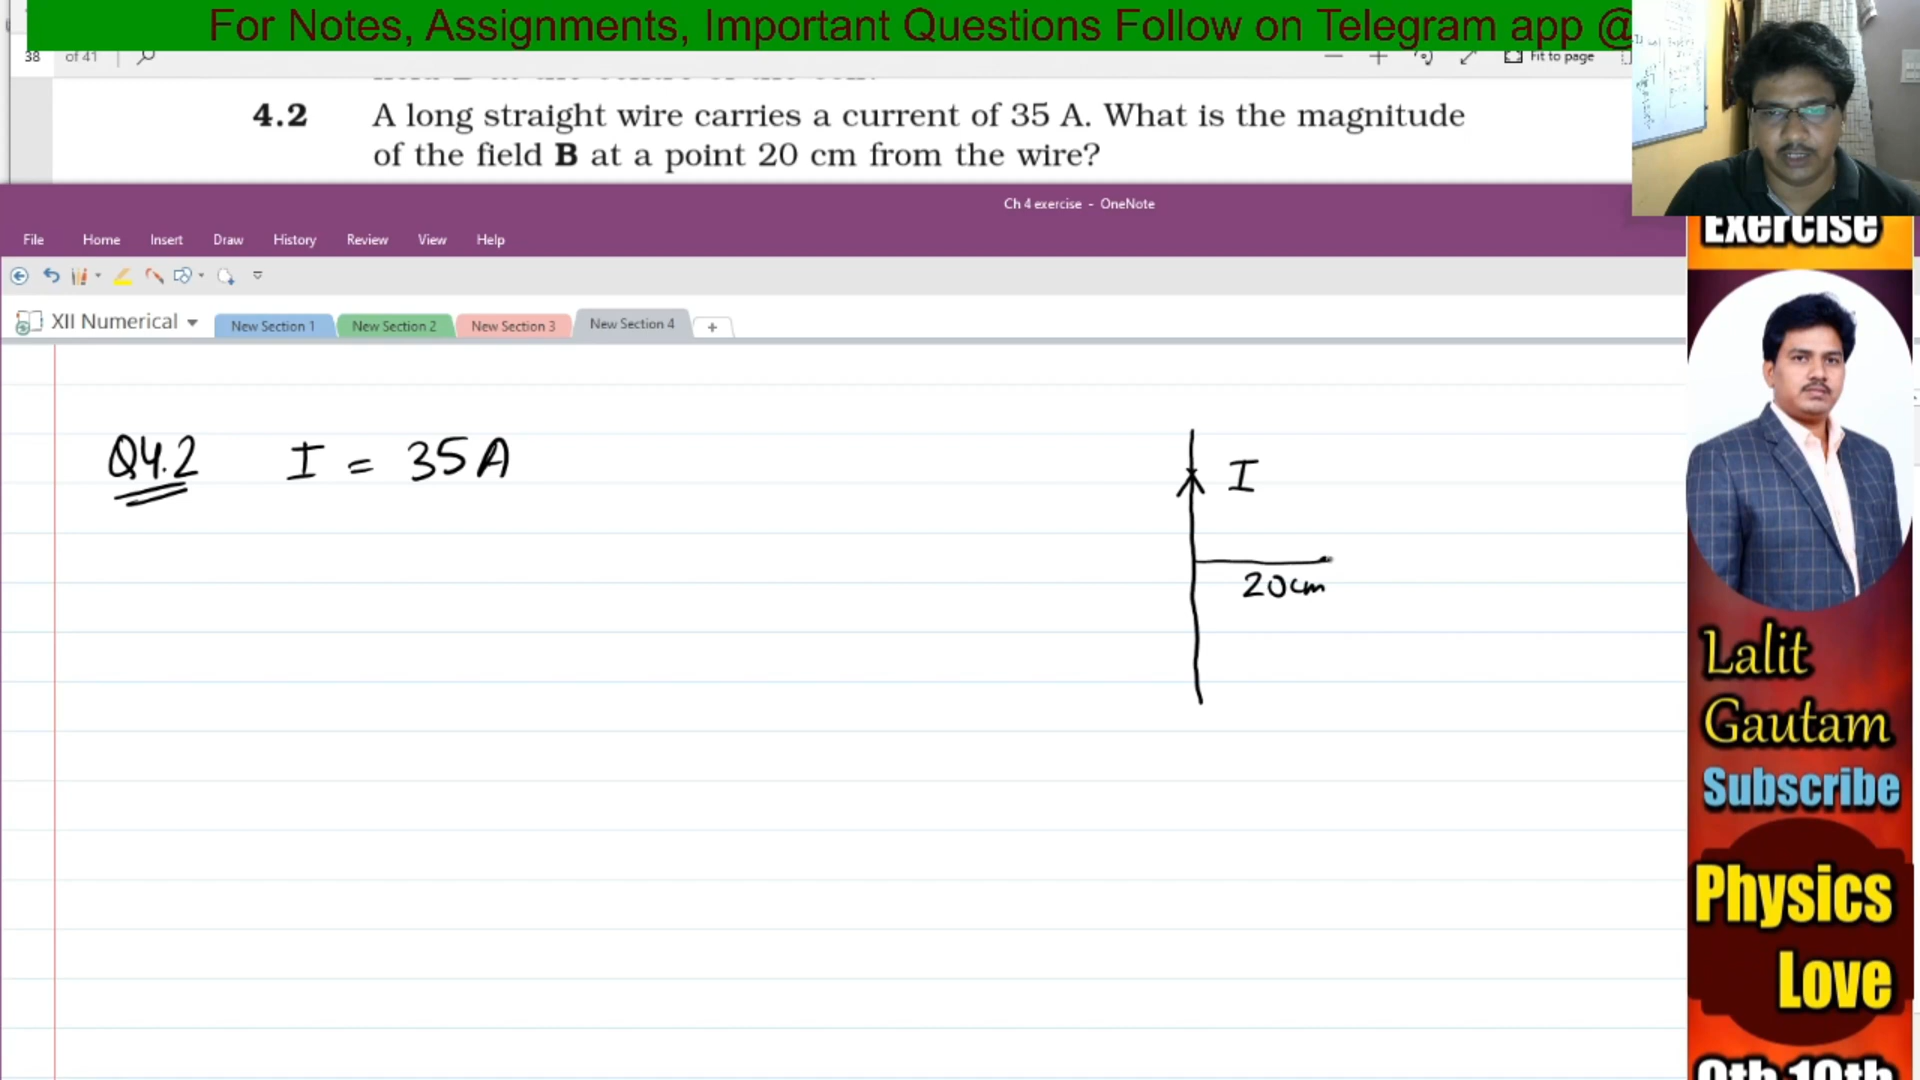 For Notes, Assignments, Important Questions Follow on Telegram app @
38 of 41
Fit to page
4.2 A long straight wire carries a current of 35 A. What is the magnitude
of the field B at a point 20 cm from the wire?
Ch 4 exercise - OneNote
File Home Insert Draw History Review View Help
XII Numerical New Section 1 New Section 2 New Section 3 New Section 4 +
Q4.2 I = 35A
I
20cm
Exercise
Lalit
Gautam
Subscribe
Physics
Love